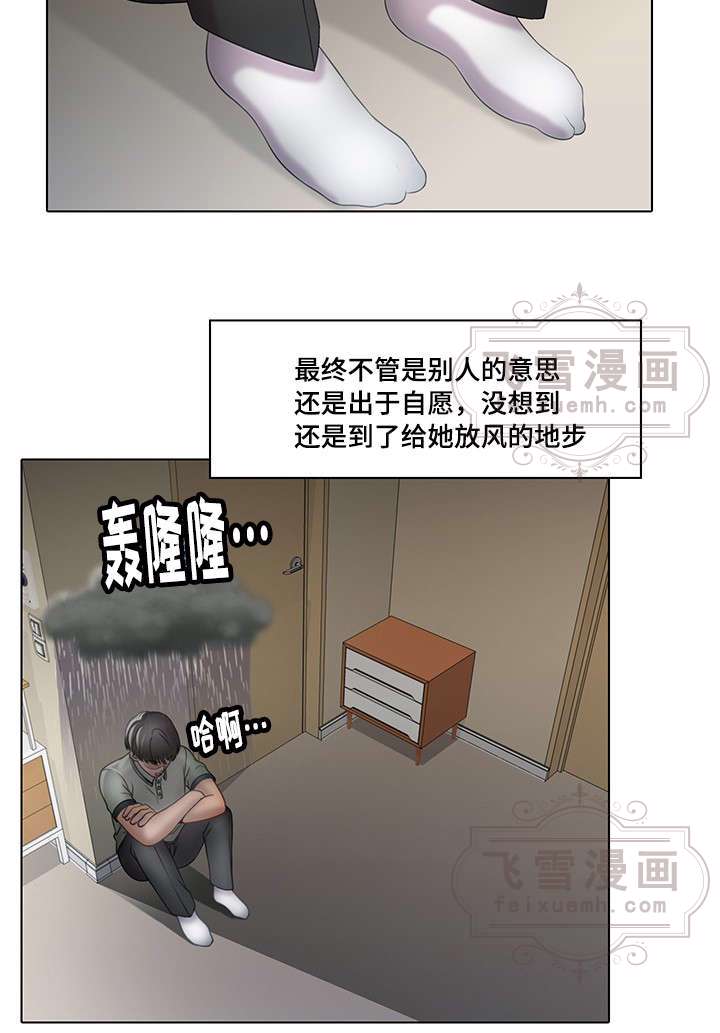 飞雪漫画
feixuemh.com
最终不管是别人的意思
还是出于自愿，没想到
还是到了给她放风的地步
轰隆隆…
哈啊…
飞雪漫画
feixuemh.com